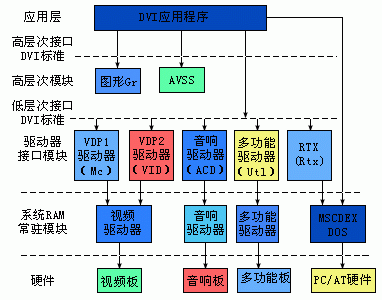 应用层
DVI应用程序
高层次接口
DVI标准
高层次模块
图形Gr
AVSS
低层次接口
DVI标准
驱动器
接口模块
VDP1
驱动器
(Mc)
VDP2
驱动器
(VID)
音响
驱动器
(ACD)
多功能
驱动器
(Utl)
RTX
(Rtx)
系统RAM
常驻模块
视频
驱动器
音响
驱动器
多功能
驱动器
MSCDEX
DOS
硬件
视频板
音响板
多功能板
PC/AT硬件